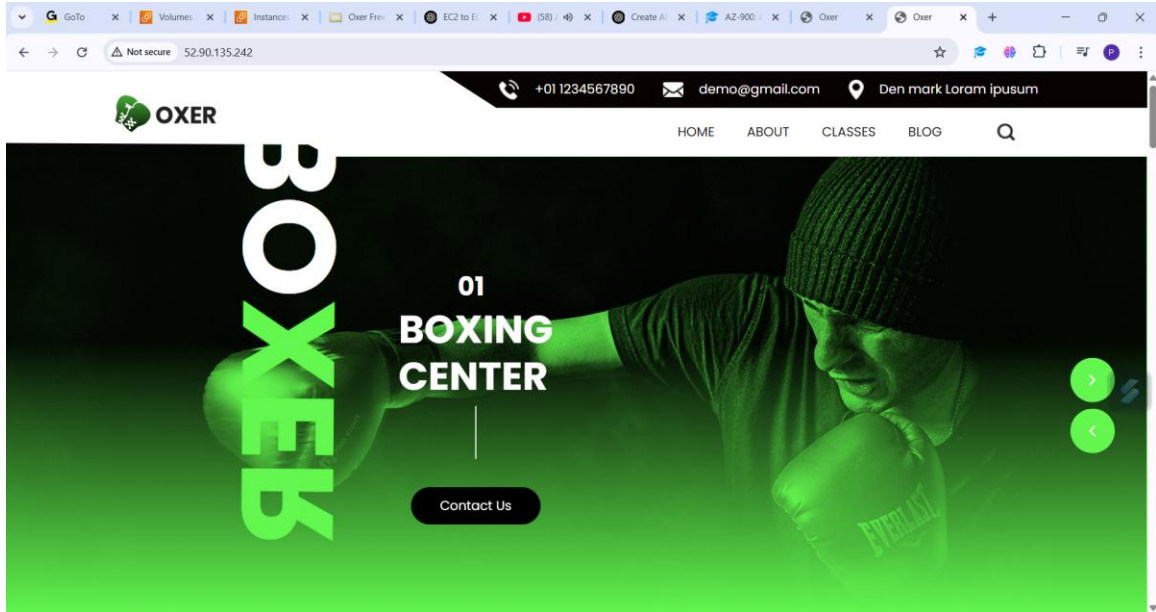 GoTo
Volumes
Instances
Oxer Free
EC2 to EL
(58)
Create AI
AZ-900:
Oxer
Oxer
Not secure 52.90.135.242
P
+01 1234567890 demo@gmail.com Den mark Loram ipusum
OXER
HOME ABOUT CLASSES BLOG
BOXER
01
BOXING
CENTER
Contact Us
EVERLAST